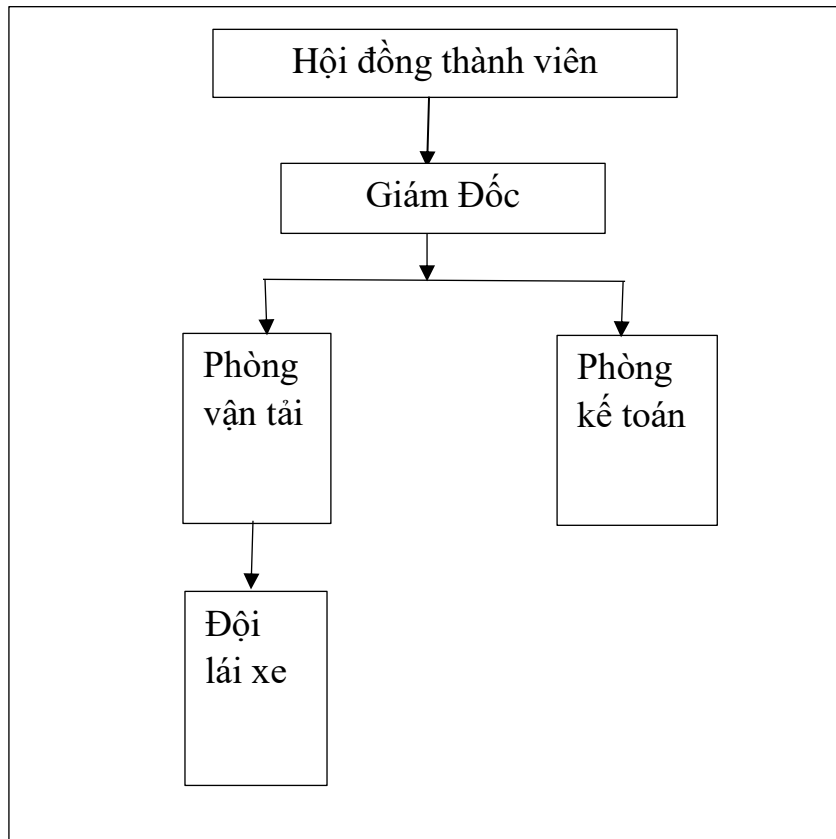 Hội đồng thành viên
Giám Đốc
Phòng
vận tải
Phòng
kế toán
Đội
lái xe